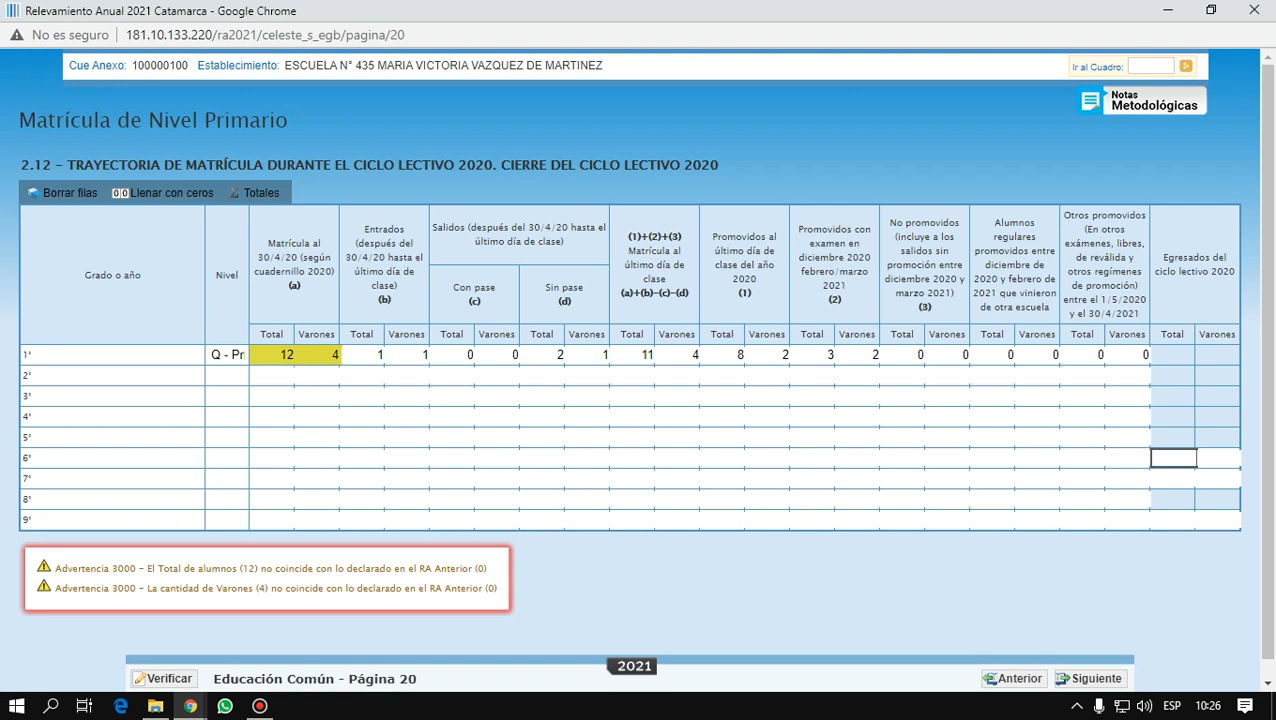 Relevamiento Anual 2021 Catamarca - Google Chrome
No es seguro 181.10.133.220/ra2021/celeste_s_egb/pagina/20
Cue Anexo: 100000100 Establecimiento: ESCUELA N° 435 MARIA VICTORIA VAZQUEZ DE MARTINEZ
Ir al Cuadro:
Notas
Metodológicas
Matrícula de Nivel Primario
2.12 - TRAYECTORIA DE MATRÍCULA DURANTE EL CICLO LECTIVO 2020. CIERRE DEL CICLO LECTIVO 2020
Borrar filas 00 Llenar con ceros Totales
Grado o año
Nivel
Matrícula al
30/4/20 (según
cuadernillo 2020)
(a)
Entrados
(después del
30/4/20 hasta el
último día de
clase)
(b)
Salidos (después del 30/4/20 hasta el
último día de clase)
Con pase
(c)
Sin pase
(d)
(1)+(2)+(3)
Matrícula al
último día de
clase
(a)+(b)-(c)-(d)
Promovidos al
último día de
clase del año
2020
(1)
Promovidos con
examen en
diciembre 2020
febrero/marzo
2021
(2)
No promovidos
(incluye a los
salidos sin
promoción entre
diciembre 2020 y
marzo 2021)
(3)
Alumnos
regulares
promovidos entre
diciembre de
2020 y febrero de
2021 que vinieron
de otra escuela
Otros promovidos
(En otros
exámenes, libres,
de reválida y
otros regímenes
de promoción)
entre el 1/5/2020
y el 30/4/2021
Egresados del
ciclo lectivo 2020
Total Varones Total Varones Total Varones Total Varones Total Varones Total Varones Total Varones Total Varones Total Varones Total Varones Total Varones
1° Q - Pri 12 4 1 1 0 0 2 1 11 4 8 2 3 2 0 0 0 0 0 0
2°
3°
4°
5°
6°
7°
8°
9°
Advertencia 3000 - El Total de alumnos (12) no coincide con lo declarado en el RA Anterior (0)
Advertencia 3000 - La cantidad de Varones (4) no coincide con lo declarado en el RA Anterior (0)
2021
Verificar Educación Común - Página 20 Anterior Siguiente
ESP 10:26